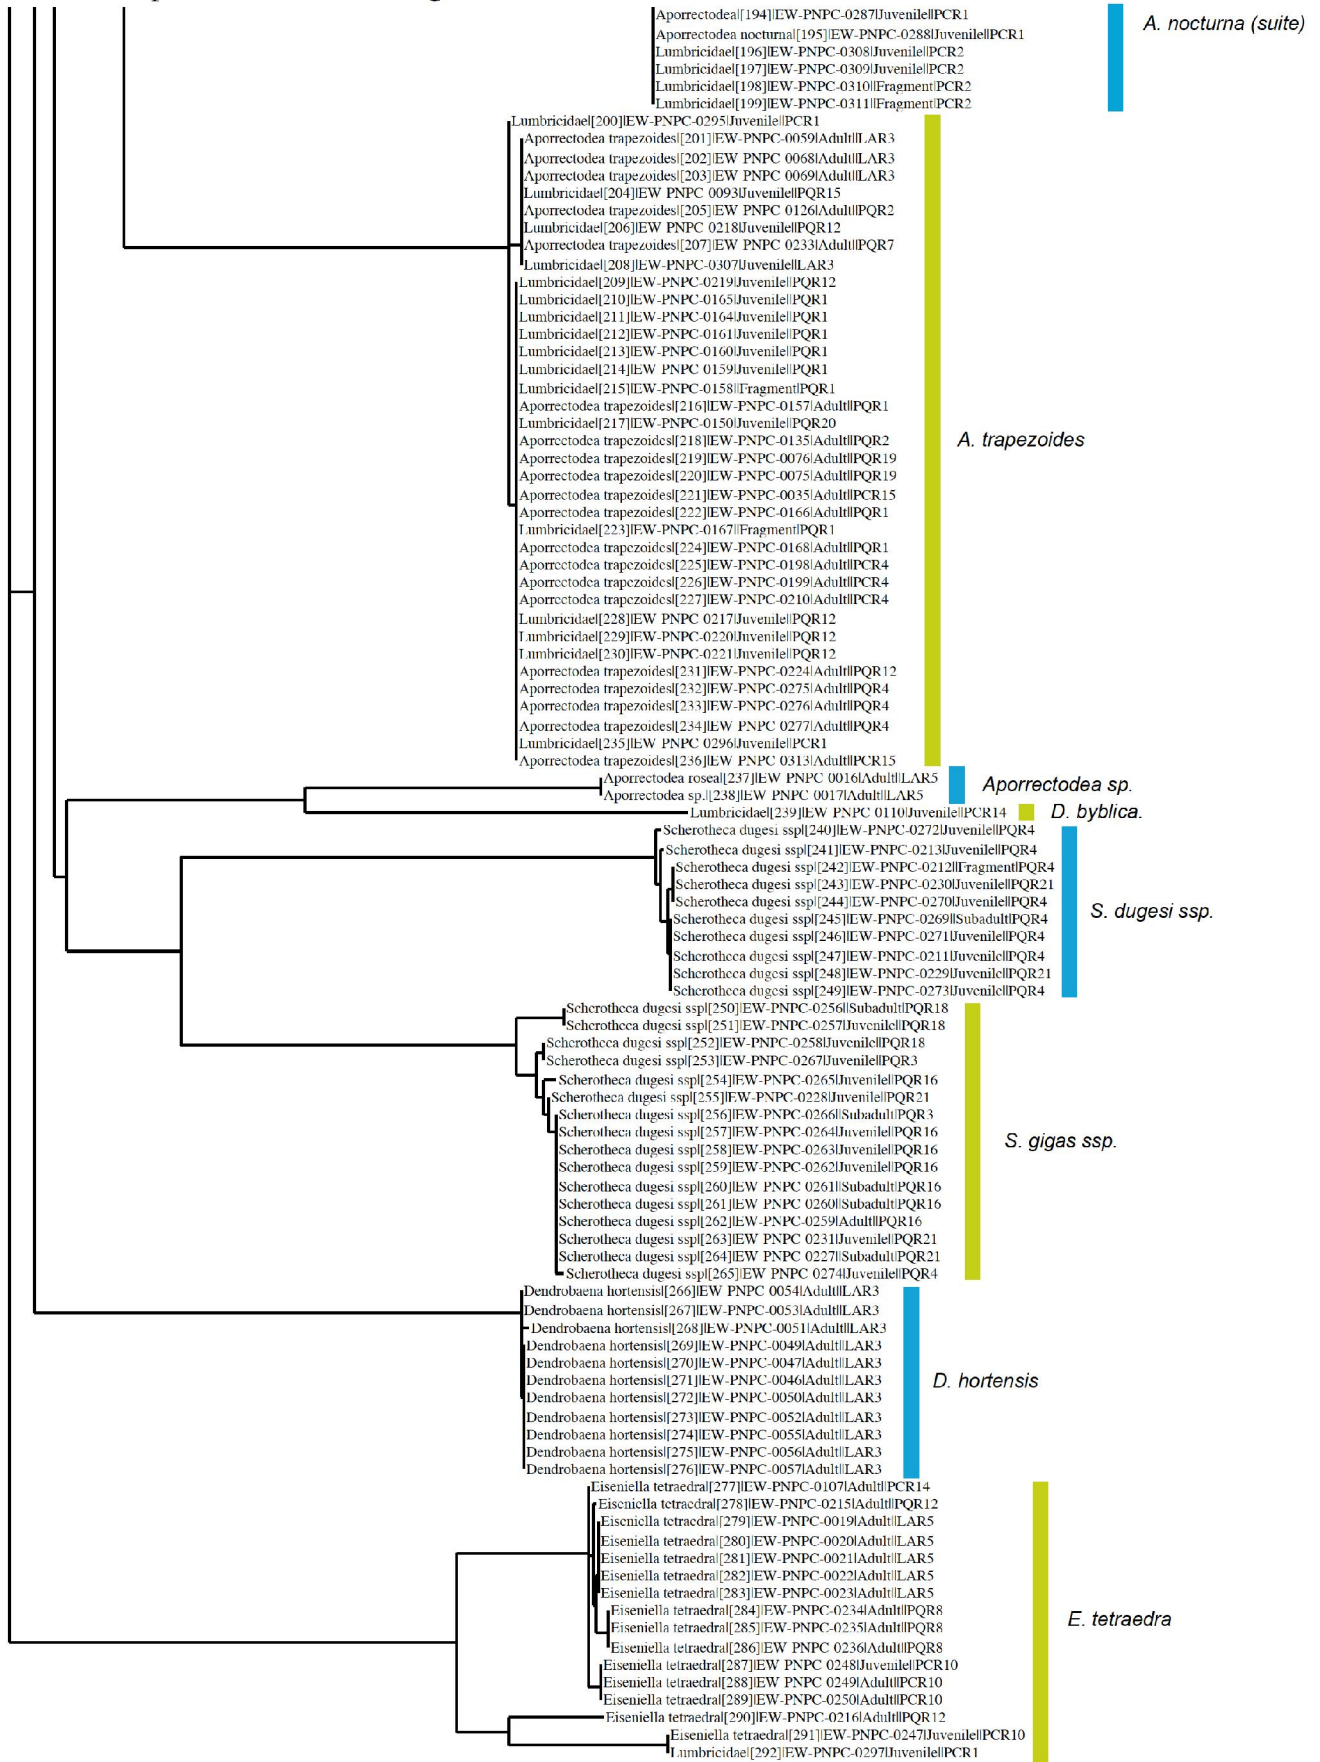 Aporrectodea|[194]|EW-PNPC-0287|Juvenile||PCR1
A. nocturna (suite)
Aporrectodea nocturna|[195]|EW-PNPC-0288|Juvenile||PCR1
Lumbricidae|[196]|EW-PNPC-0308|Juvenile||PCR2
Lumbricidae|[197]|EW-PNPC-0309|Juvenile||PCR2
Lumbricidae|[198]|EW-PNPC-0310||Fragment|PCR2
Lumbricidae|[199]|EW-PNPC-0311||Fragment|PCR2
Lumbricidae|[200]|EW-PNPC-0295|Juvenile||PCR1
Aporrectodea trapezoides|[201]|EW-PNPC-0059|Adult||LAR3
Aporrectodea trapezoides|[202]|EW PNPC 0068|Adult||LAR3
Aporrectodea trapezoides|[203]|EW PNPC 0069|Adult||LAR3
Lumbricidae|[204]|EW PNPC 0093|Juvenile||PQR15
Aporrectodea trapezoides|[205]|EW PNPC 0126|Adult||PQR2
Lumbricidae|[206]|EW PNPC 0218|Juvenile||PQR12
Aporrectodea trapezoides|[207]|EW PNPC 0233|Adult||PQR7
Lumbricidae|[208]|EW-PNPC-0307|Juvenile||LAR3
Lumbricidae|[209]|EW-PNPC-0219|Juvenile||PQR12
Lumbricidae|[210]|EW-PNPC-0165|Juvenile||PQR1
Lumbricidae|[211]|EW-PNPC-0164|Juvenile||PQR1
Lumbricidae|[212]|EW-PNPC-0161|Juvenile||PQR1
Lumbricidae|[213]|EW-PNPC-0160|Juvenile||PQR1
Lumbricidae|[214]|EW PNPC 0159|Juvenile||PQR1
Lumbricidae|[215]|EW-PNPC-0158||Fragment|PQR1
Aporrectodea trapezoides|[216]|EW-PNPC-0157|Adult||PQR1
Lumbricidae|[217]|EW-PNPC-0150|Juvenile||PQR20
Aporrectodea trapezoides|[218]|EW-PNPC-0135|Adult||PQR2
A. trapezoides
Aporrectodea trapezoides|[219]|EW-PNPC-0076|Adult||PQR19
Aporrectodea trapezoides|[220]|EW-PNPC-0075|Adult||PQR19
Aporrectodea trapezoides|[221]|EW-PNPC-0035|Adult||PCR15
Aporrectodea trapezoides|[222]|EW-PNPC-0166|Adult||PQR1
Lumbricidae|[223]|EW-PNPC-0167||Fragment|PQR1
Aporrectodea trapezoides|[224]|EW-PNPC-0168|Adult||PQR1
Aporrectodea trapezoides|[225]|EW-PNPC-0198|Adult||PCR4
Aporrectodea trapezoides|[226]|EW-PNPC-0199|Adult||PCR4
Aporrectodea trapezoides|[227]|EW-PNPC-0210|Adult||PCR4
Lumbricidae|[228]|EW PNPC 0217|Juvenile||PQR12
Lumbricidae|[229]|EW-PNPC-0220|Juvenile||PQR12
Lumbricidae|[230]|EW-PNPC-0221|Juvenile||PQR12
Aporrectodea trapezoides|[231]|EW-PNPC-0224|Adult||PQR12
Aporrectodea trapezoides|[232]|EW-PNPC-0275|Adult||PQR4
Aporrectodea trapezoides|[233]|EW-PNPC-0276|Adult||PQR4
Aporrectodea trapezoides|[234]|EW PNPC 0277|Adult||PQR4
Lumbricidae|[235]|EW PNPC 0296|Juvenile||PCR1
Aporrectodea trapezoides|[236]|EW PNPC 0313|Adult||PCR15
Aporrectodea rosea|[237]|EW PNPC 0016|Adult||LAR5
Aporrectodea sp.
Aporrectodea sp.|[238]|EW PNPC 0017|Adult||LAR5
Lumbricidae|[239]|EW PNPC 0110|Juvenile||PCR14
D. byblica.
Scherotheca dugesi ssp|[240]|EW-PNPC-0272|Juvenile||PQR4
Scherotheca dugesi ssp|[241]|EW-PNPC-0213|Juvenile||PQR4
Scherotheca dugesi ssp|[242]|EW-PNPC-0212||Fragment|PQR4
Scherotheca dugesi ssp|[243]|EW-PNPC-0230|Juvenile||PQR21
Scherotheca dugesi ssp|[244]|EW-PNPC-0270|Juvenile||PQR4
S. dugesi ssp.
Scherotheca dugesi ssp|[245]|EW-PNPC-0269||Subadult|PQR4
Scherotheca dugesi ssp|[246]|EW-PNPC-0271|Juvenile||PQR4
Scherotheca dugesi ssp|[247]|EW-PNPC-0211|Juvenile||PQR4
Scherotheca dugesi ssp|[248]|EW-PNPC-0229|Juvenile||PQR21
Scherotheca dugesi ssp|[249]|EW-PNPC-0273|Juvenile||PQR4
Scherotheca dugesi ssp|[250]|EW-PNPC-0256||Subadult|PQR18
Scherotheca dugesi ssp|[251]|EW-PNPC-0257|Juvenile||PQR18
Scherotheca dugesi ssp|[252]|EW-PNPC-0258|Juvenile||PQR18
Scherotheca dugesi ssp|[253]|EW-PNPC-0267|Juvenile||PQR3
Scherotheca dugesi ssp|[254]|EW-PNPC-0265|Juvenile||PQR16
Scherotheca dugesi ssp|[255]|EW-PNPC-0228|Juvenile||PQR21
Scherotheca dugesi ssp|[256]|EW-PNPC-0266||Subadult|PQR3
Scherotheca dugesi ssp|[257]|EW-PNPC-0264|Juvenile||PQR16
S. gigas ssp.
Scherotheca dugesi ssp|[258]|EW-PNPC-0263|Juvenile||PQR16
Scherotheca dugesi ssp|[259]|EW-PNPC-0262|Juvenile||PQR16
Scherotheca dugesi ssp|[260]|EW PNPC 0261||Subadult|PQR16
Scherotheca dugesi ssp|[261]|EW PNPC 0260||Subadult|PQR16
Scherotheca dugesi ssp|[262]|EW-PNPC-0259|Adult||PQR16
Scherotheca dugesi ssp|[263]|EW PNPC 0231|Juvenile||PQR21
Scherotheca dugesi ssp|[264]|EW PNPC 0227||Subadult|PQR21
Scherotheca dugesi ssp|[265]|EW PNPC 0274|Juvenile||PQR4
Dendrobaena hortensis|[266]|EW PNPC 0054|Adult||LAR3
Dendrobaena hortensis|[267]|EW-PNPC-0053|Adult||LAR3
Dendrobaena hortensis|[268]|EW-PNPC-0051|Adult||LAR3
Dendrobaena hortensis|[269]|EW-PNPC-0049|Adult||LAR3
Dendrobaena hortensis|[270]|EW-PNPC-0047|Adult||LAR3
Dendrobaena hortensis|[271]|EW-PNPC-0046|Adult||LAR3
D. hortensis
Dendrobaena hortensis|[272]|EW-PNPC-0050|Adult||LAR3
Dendrobaena hortensis|[273]|EW-PNPC-0052|Adult||LAR3
Dendrobaena hortensis|[274]|EW-PNPC-0055|Adult||LAR3
Dendrobaena hortensis|[275]|EW-PNPC-0056|Adult||LAR3
Dendrobaena hortensis|[276]|EW-PNPC-0057|Adult||LAR3
Eiseniella tetraedra|[277]|EW-PNPC-0107|Adult||PCR14
Eiseniella tetraedra|[278]|EW-PNPC-0215|Adult||PQR12
Eiseniella tetraedra|[279]|EW-PNPC-0019|Adult||LAR5
Eiseniella tetraedra|[280]|EW-PNPC-0020|Adult||LAR5
Eiseniella tetraedra|[281]|EW-PNPC-0021|Adult||LAR5
Eiseniella tetraedra|[282]|EW-PNPC-0022|Adult||LAR5
Eiseniella tetraedra|[283]|EW-PNPC-0023|Adult||LAR5
Eiseniella tetraedra|[284]|EW-PNPC-0234|Adult||PQR8
E. tetraedra
Eiseniella tetraedra|[285]|EW-PNPC-0235|Adult||PQR8
Eiseniella tetraedra|[286]|EW PNPC 0236|Adult||PQR8
Eiseniella tetraedra|[287]|EW PNPC 0248|Juvenile||PCR10
Eiseniella tetraedra|[288]|EW PNPC 0249|Adult||PCR10
Eiseniella tetraedra|[289]|EW-PNPC-0250|Adult||PCR10
Eiseniella tetraedra|[290]|EW-PNPC-0216|Adult||PQR12
Eiseniella tetraedra|[291]|EW-PNPC-0247|Juvenile||PCR10
Lumbricidae|[292]|EW-PNPC-0297|Juvenile||PCR1